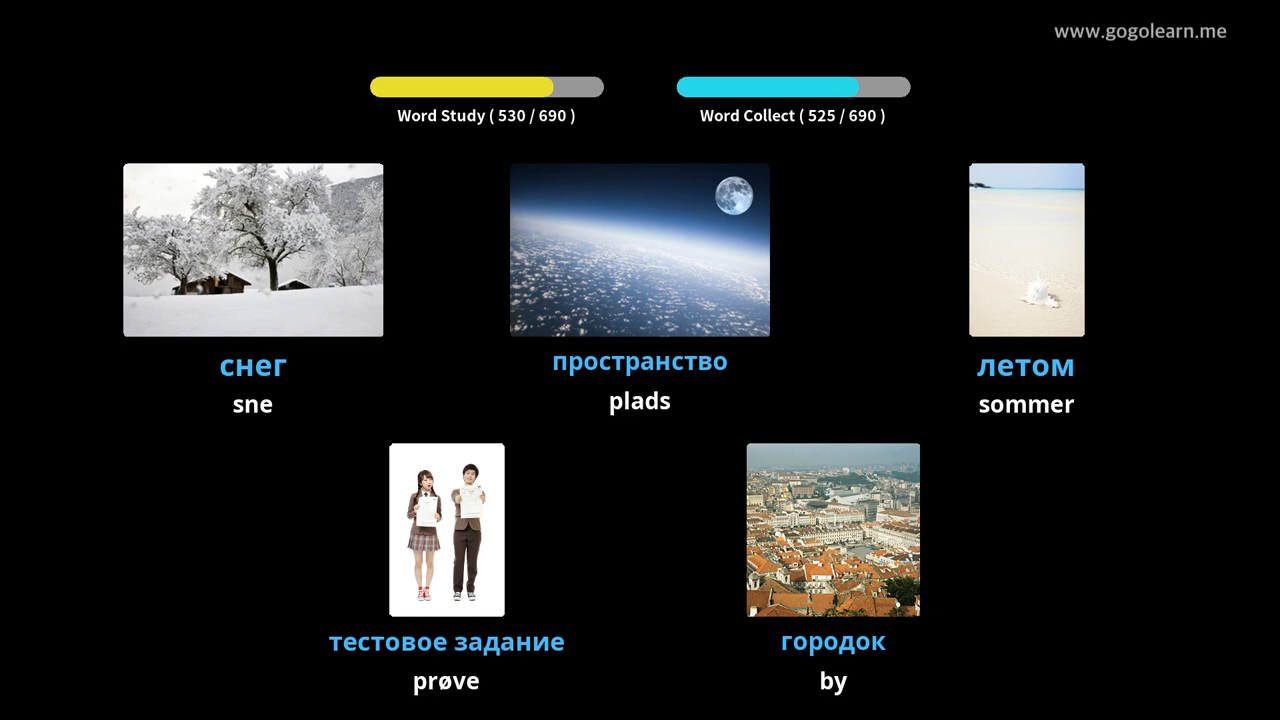 www.gogolearn.me
Word Study ( 530 / 690 )
Word Collect ( 525 / 690 )
снег
sne
пространство
plads
летом
sommer
тестовое задание
prøve
городок
by